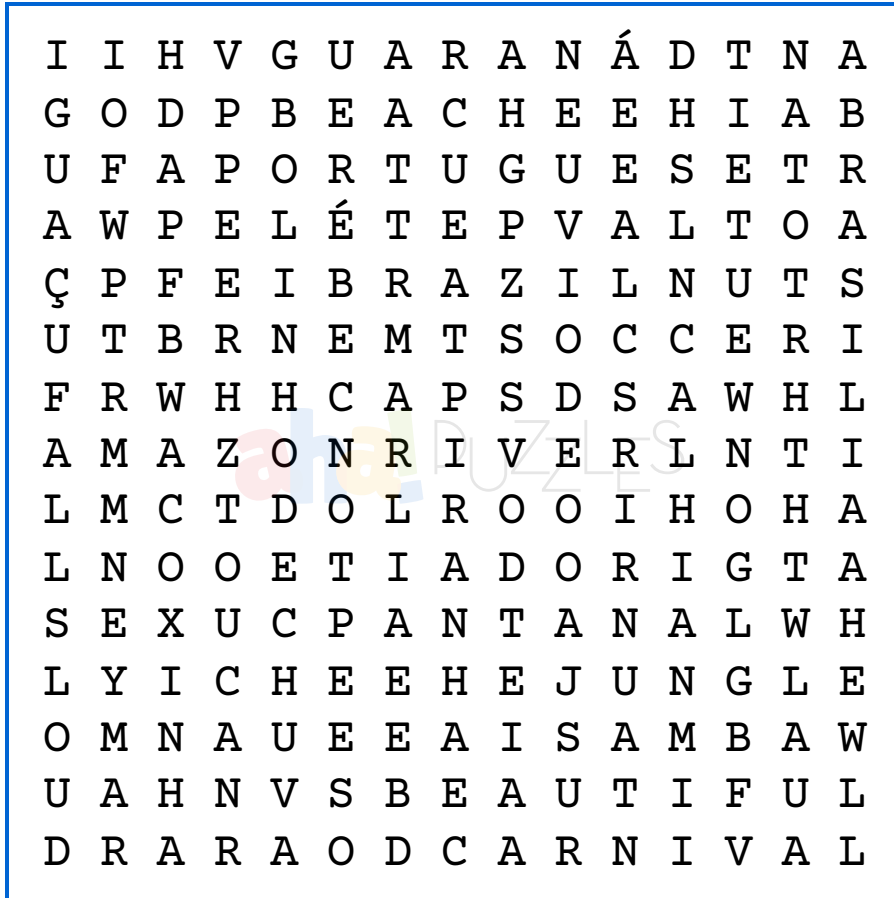 I I H V G U A R A N Á D T N A
G O D P B E A C H E E H I A B
U F A P O R T U G U E S E T R
A W P E L É T E P V A L T O A
Ç P F E I B R A Z I L N U T S
U T B R N E M T S O C C E R I
F R W H H C A P S D S A W H L
A M A Z O N R I V E R L N T I
aha! PUZZLES
L M C T D O L R O O I H O H A
L N O O E T I A D O R I G T A
S E X U C P A N T A N A L W H
L Y I C H E E H E J U N G L E
O M N A U E E A I S A M B A W
U A H N V S B E A U T I F U L
D R A R A O D C A R N I V A L